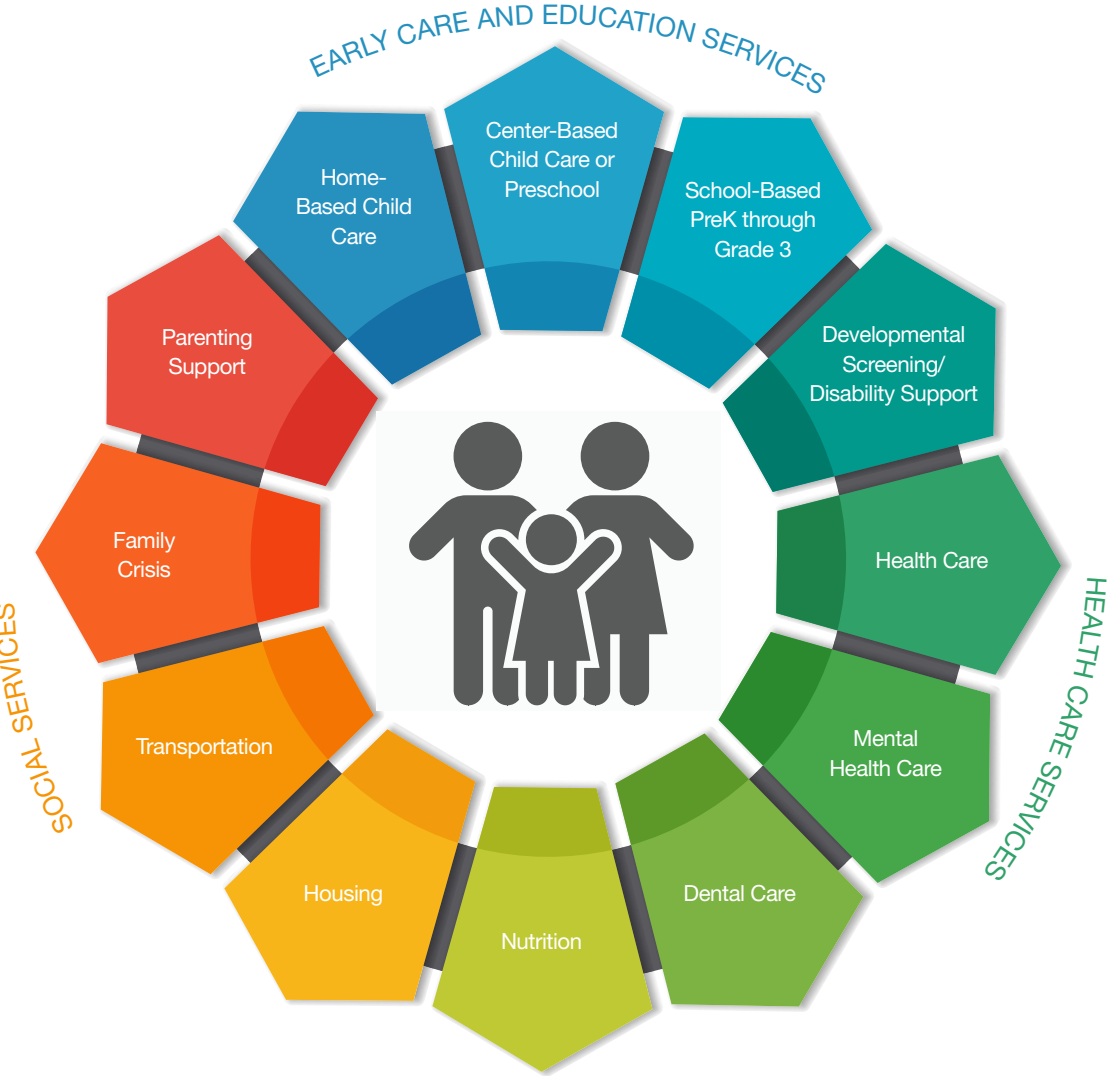 EARLY CARE AND EDUCATION SERVICES
Center-Based
Child Care or
Preschool
School-Based
PreK through
Grade 3
Developmental
Screening/
Disability Support
Health Care
Mental
Health Care
Dental Care
Nutrition
Housing
Transportation
Family
Crisis
Parenting
Support
Home-
Based Child
Care
HEALTH CARE SERVICES
SOCIAL SERVICES